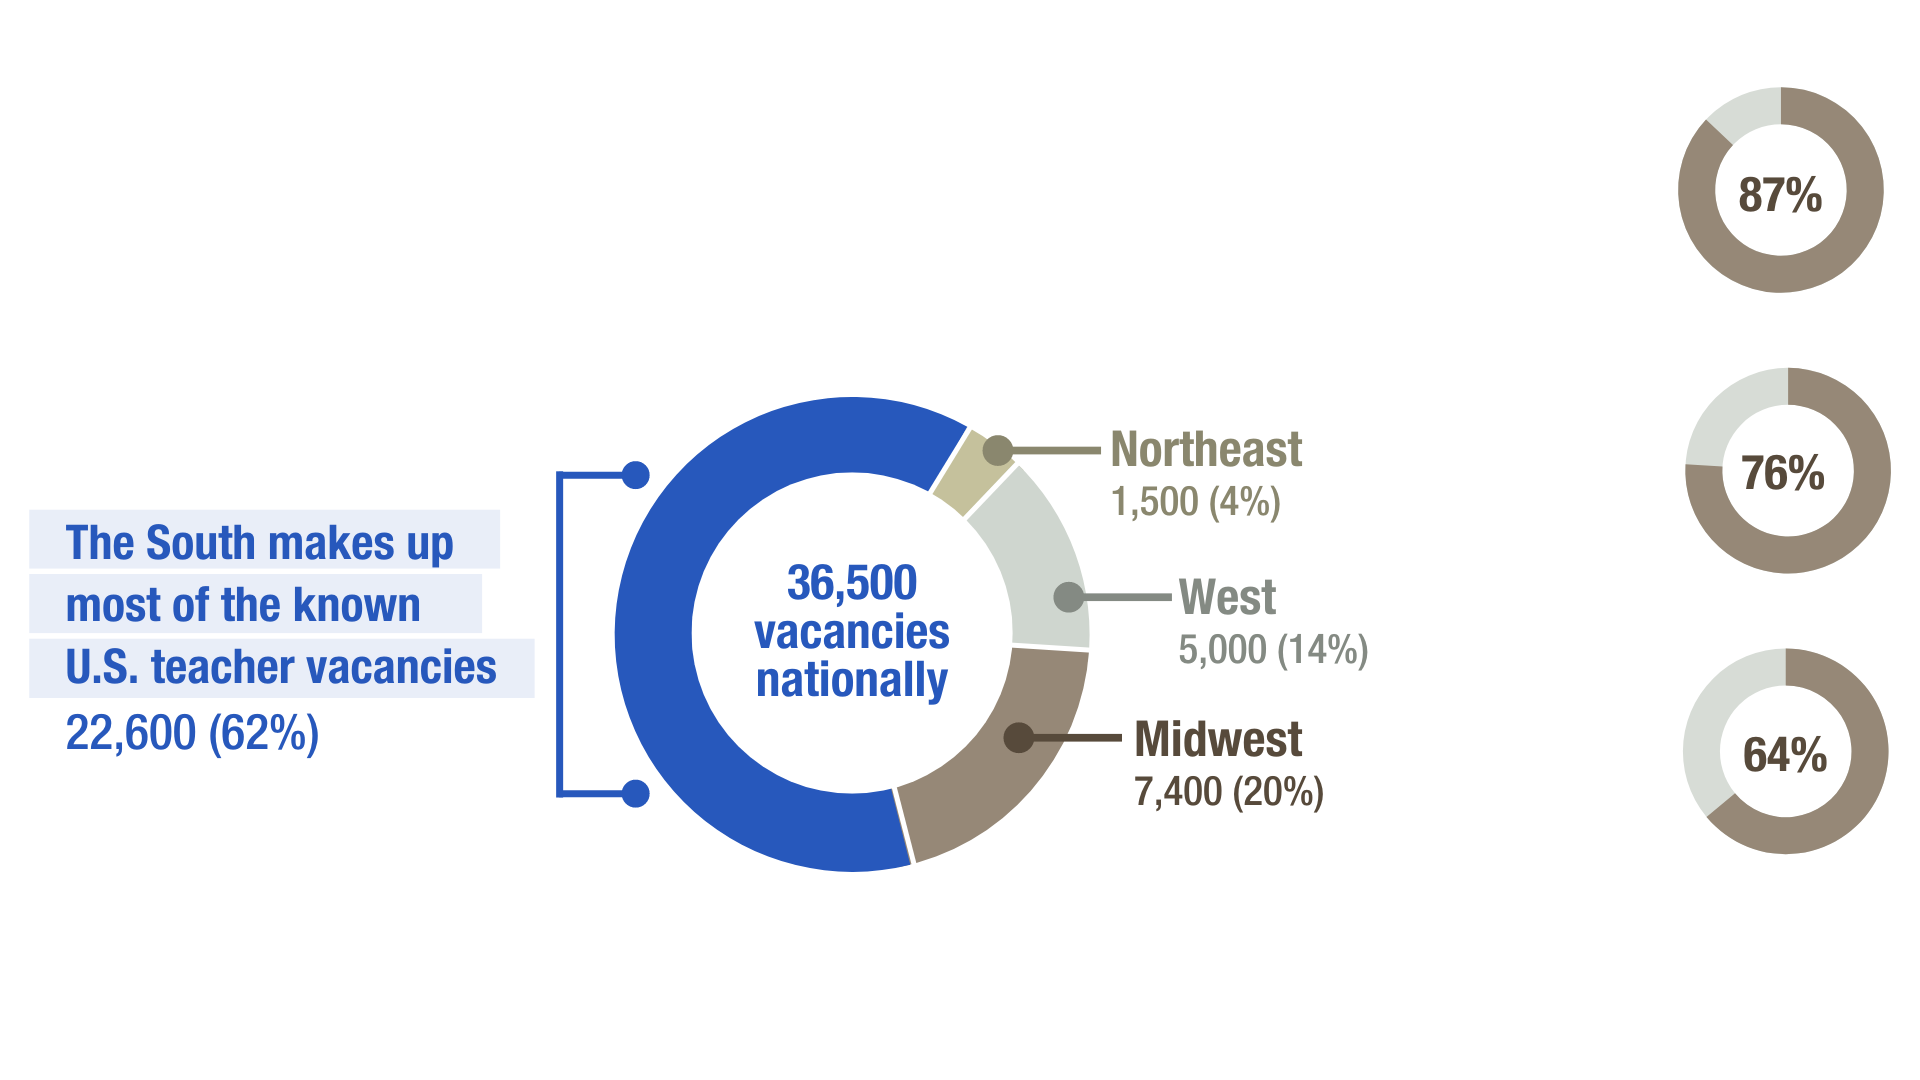 The South makes up
most of the known
U.S. teacher vacancies
22,600 (62%)
36,500
vacancies
nationally
Northeast
1,500 (4%)
West
5,000 (14%)
Midwest
7,400 (20%)
87%
76%
64%